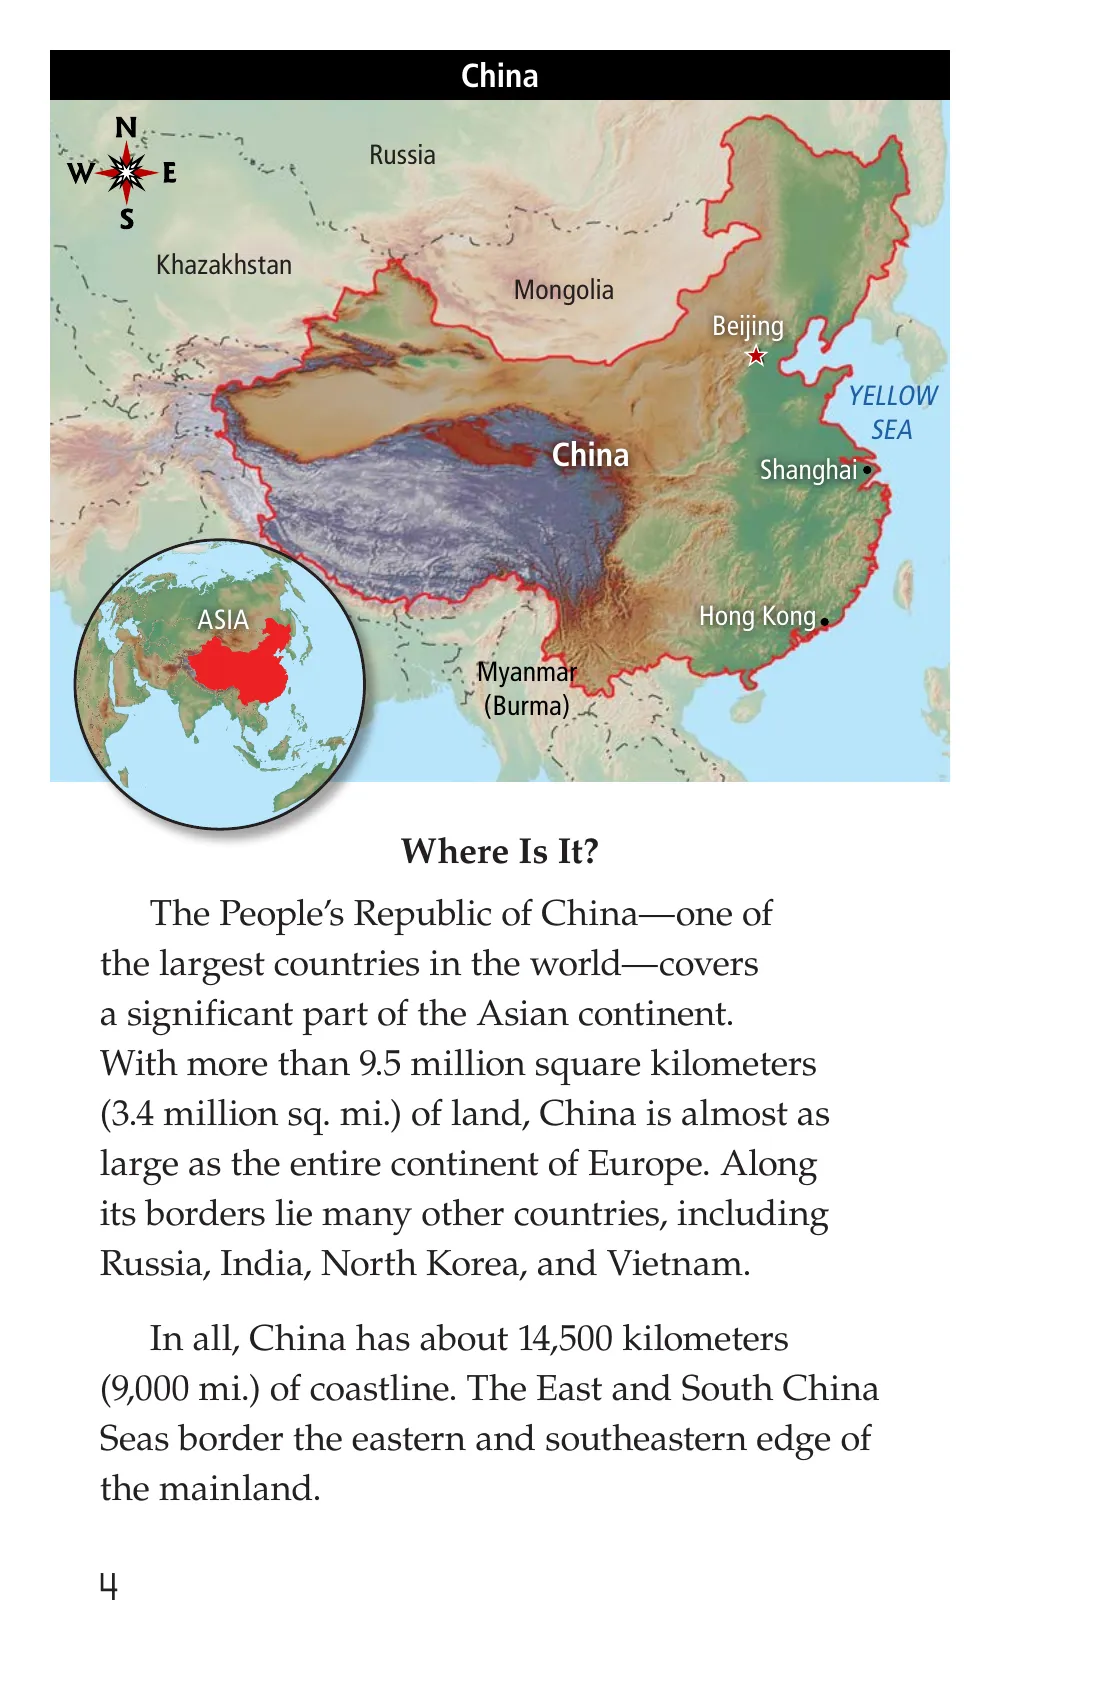 China
N
W E
S
Russia
Khazakhstan
Mongolia
Beijing
YELLOW
SEA
China
Shanghai
Hong Kong
ASIA
Myanmar
(Burma)
Where Is It?
The People’s Republic of China—one of
the largest countries in the world—covers
a significant part of the Asian continent.
With more than 9.5 million square kilometers
(3.4 million sq. mi.) of land, China is almost as
large as the entire continent of Europe. Along
its borders lie many other countries, including
Russia, India, North Korea, and Vietnam.
In all, China has about 14,500 kilometers
(9,000 mi.) of coastline. The East and South China
Seas border the eastern and southeastern edge of
the mainland.
4